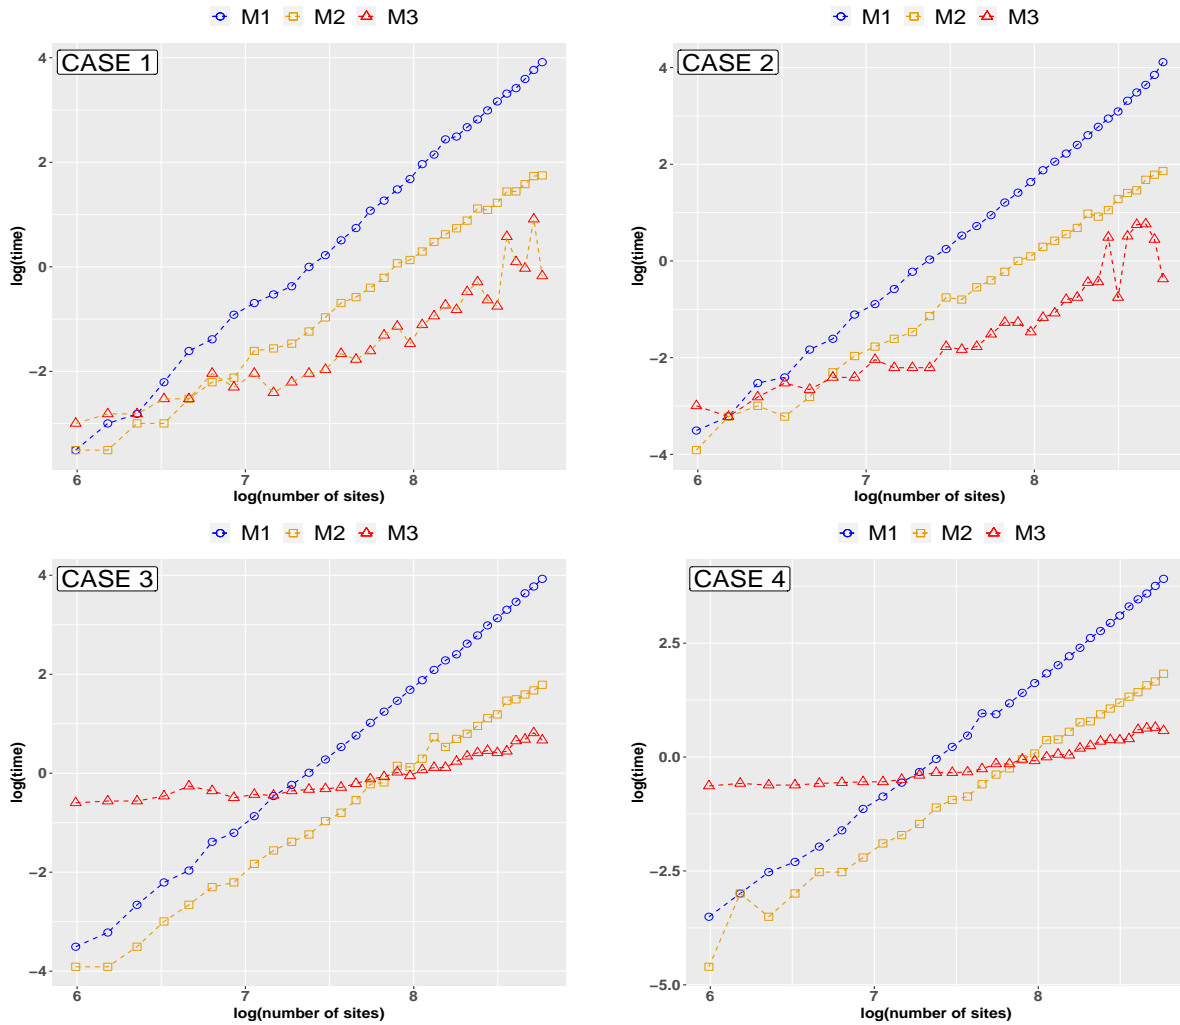 M1 M2 M3
CASE 1
4
2
0
−2
6 7 8
log(number of sites)
log(time)
M1 M2 M3
CASE 2
4
2
0
−2
−4
6 7 8
log(number of sites)
log(time)
M1 M2 M3
CASE 3
4
2
0
−2
−4
6 7 8
log(number of sites)
log(time)
M1 M2 M3
CASE 4
2.5
0.0
−2.5
−5.0
6 7 8
log(number of sites)
log(time)